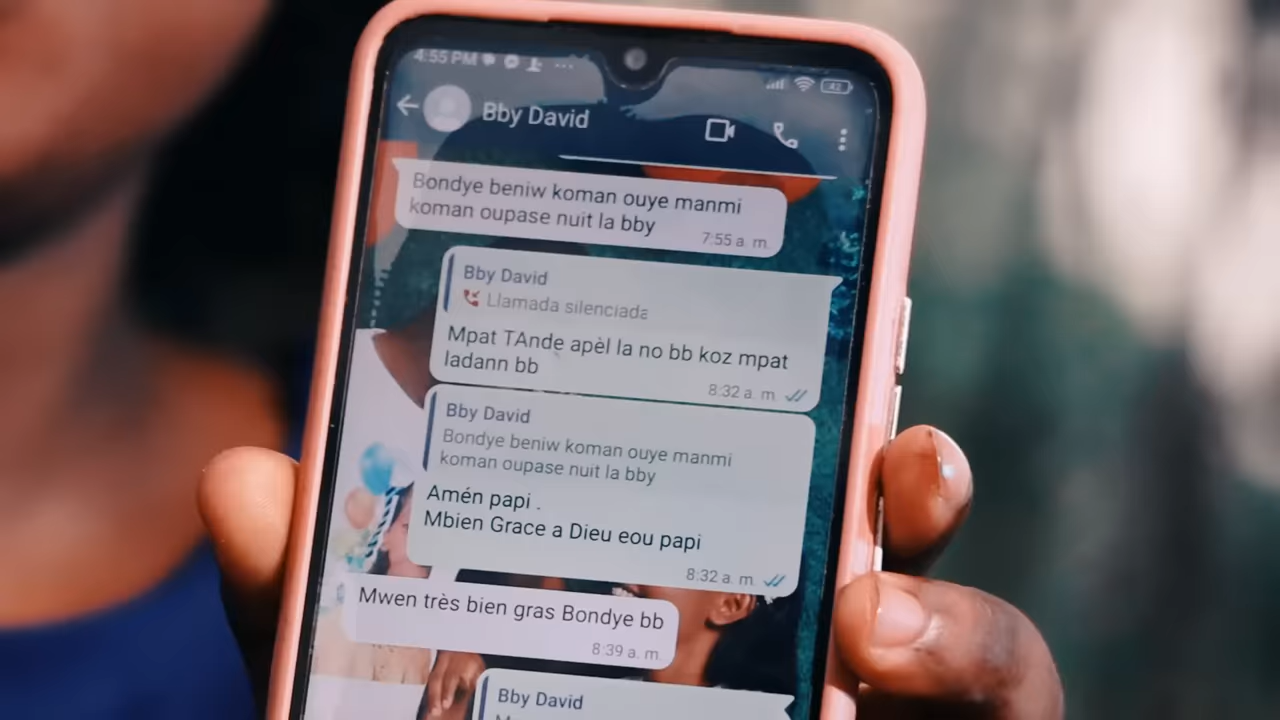 4:55 PM
42
Bby David
Bondye beniw koman ouye manmi
koman oupase nuit la bby
7:55 a. m.
Bby David
Llamada silenciada
Mpat TAnde apèl la no bb koz mpat
ladann bb
8:32 a. m.
Bby David
Bondye beniw koman ouye manmi
koman oupase nuit la bby
Amén papi .
Mbien Grace a Dieu eou papi
8:32 a. m.
Mwen très bien gras Bondye bb
8:39 a. m.
Bby David